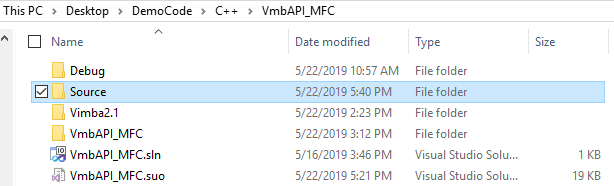 This PC > Desktop > DemoCode > C++ > VmbAPI_MFC
Name Date modified Type Size
Debug 5/22/2019 10:57 AM File folder
Source 5/22/2019 5:40 PM File folder
Vimba2.1 5/22/2019 2:23 PM File folder
VmbAPI_MFC 5/22/2019 3:12 PM File folder
VmbAPI_MFC.sln 5/16/2019 3:46 PM Visual Studio Solu... 1 KB
VmbAPI_MFC.suo 5/22/2019 5:21 PM Visual Studio Solu... 19 KB